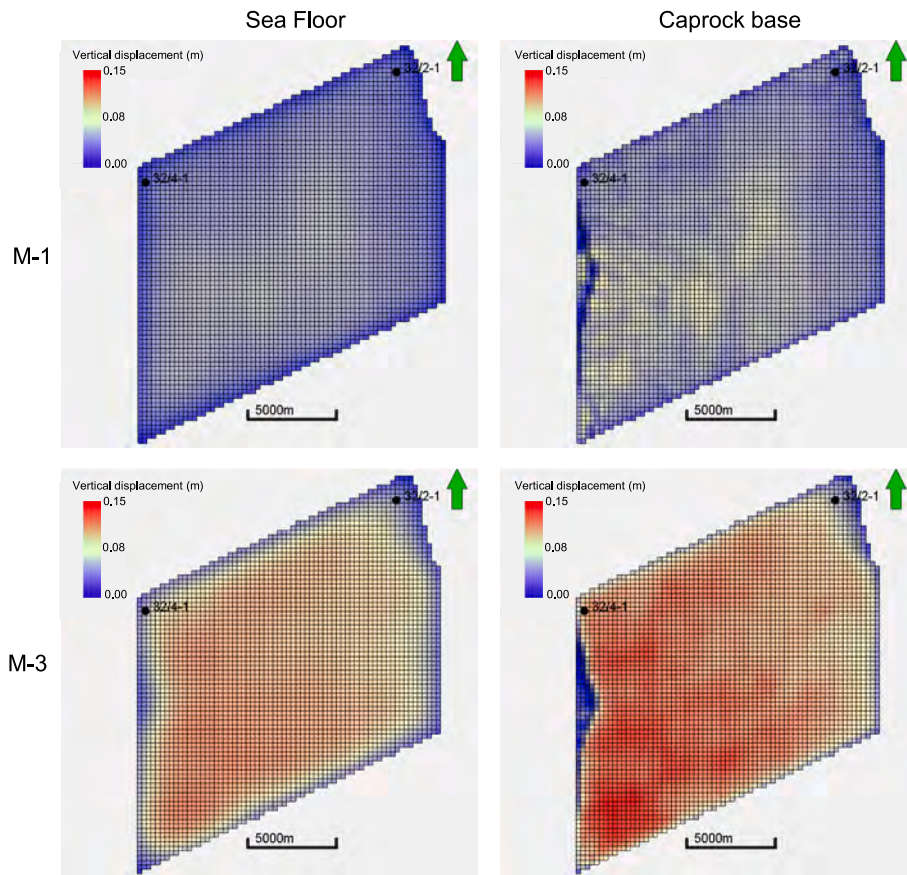 Sea Floor
Caprock base
M-1
Vertical displacement (m)
0.15
0.08
0.00
32/2-1
32/4-1
5000m
Vertical displacement (m)
0.15
0.08
0.00
32/2-1
32/4-1
5000m
M-3
Vertical displacement (m)
0.15
0.08
0.00
32/2-1
32/4-1
5000m
Vertical displacement (m)
0.15
0.08
0.00
32/2-1
32/4-1
5000m